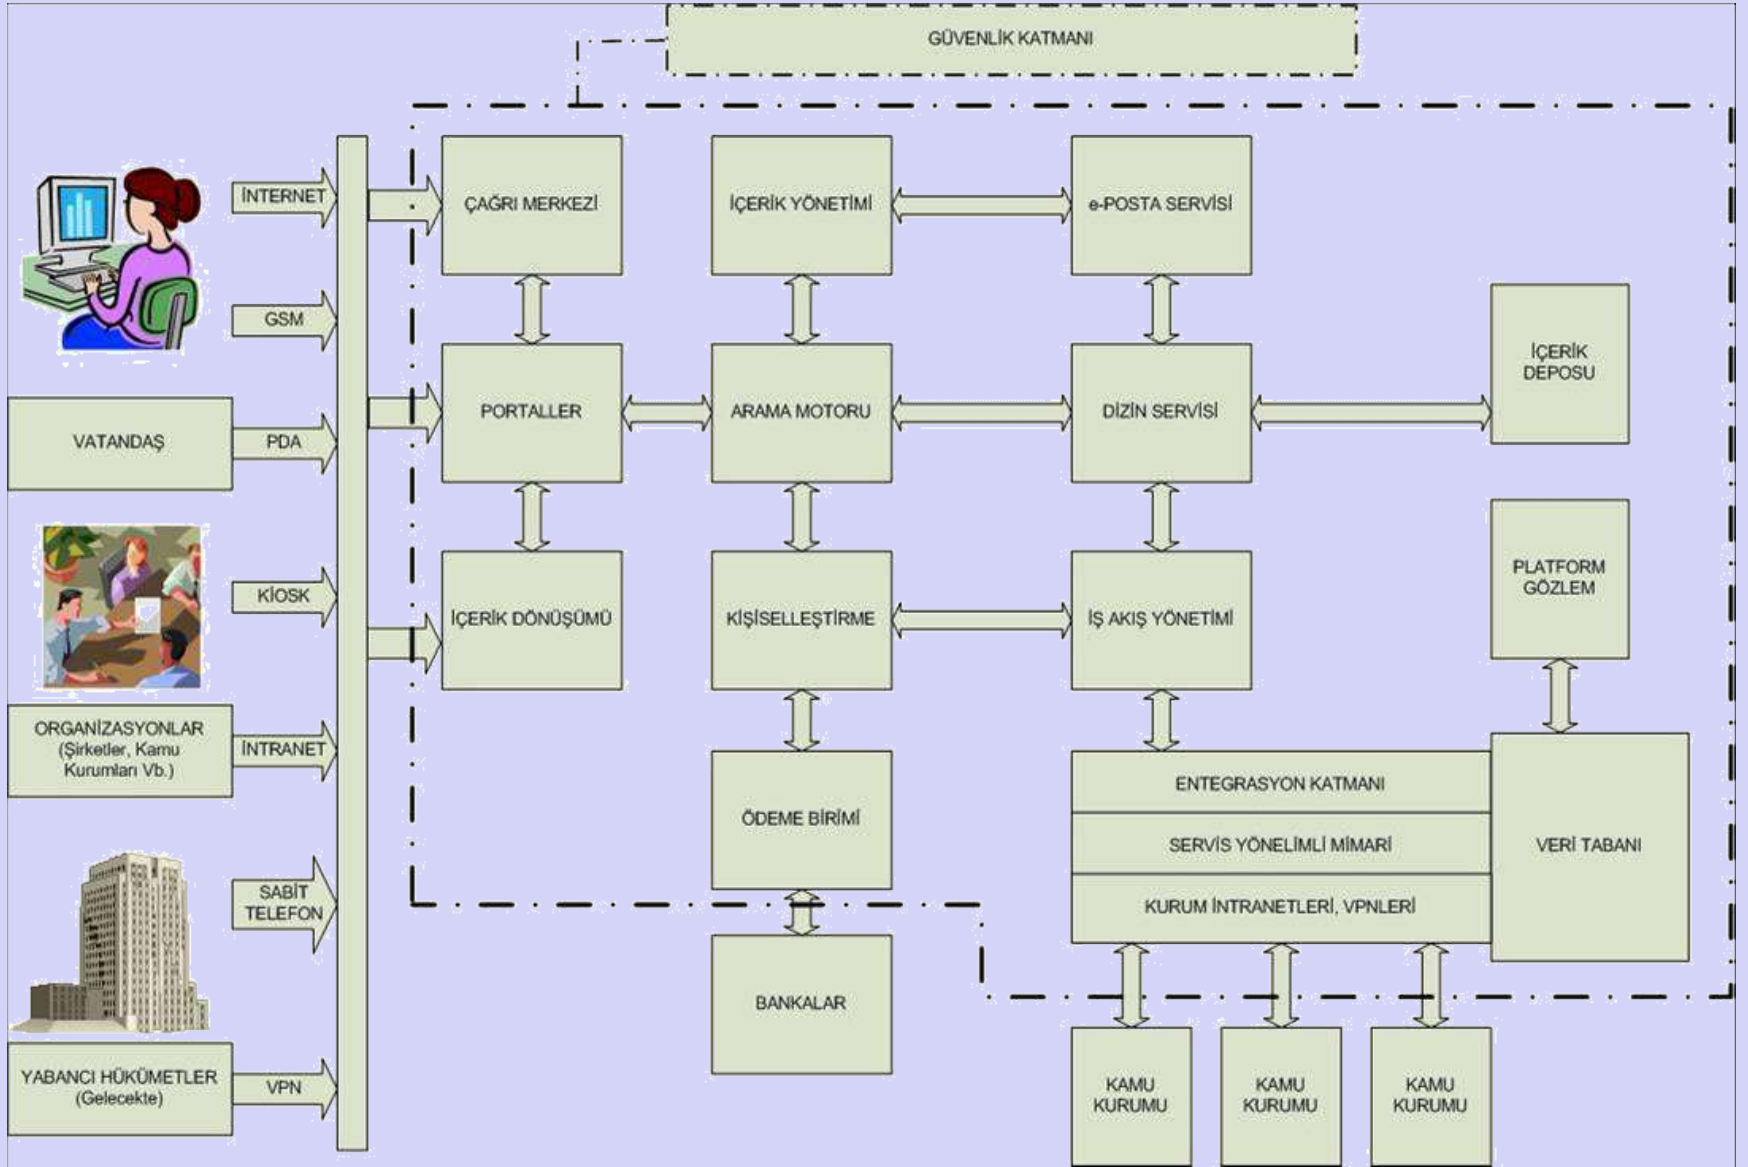 GÜVENLİK KATMANI
İNTERNET
GSM
VATANDAŞ
PDA
KİOSK
ORGANİZASYONLAR
(Şirketler, Kamu
Kurumları Vb.)
İNTRANET
SABİT
TELEFON
YABANCI HÜKÜMETLER
(Gelecekte)
VPN
ÇAĞRI MERKEZİ
İÇERİK YÖNETİMİ
e-POSTA SERVİSİ
PORTALLER
ARAMA MOTORU
DİZİN SERVİSİ
İÇERİK
DEPOSU
İÇERİK DÖNÜŞÜMÜ
KİŞİSELLEŞTİRME
İŞ AKIŞ YÖNETİMİ
PLATFORM
GÖZLEM
ÖDEME BİRİMİ
ENTEGRASYON KATMANI
SERVİS YÖNELİMLİ MİMARİ
KURUM İNTRANETLERİ, VPNLERİ
VERİ TABANI
BANKALAR
KAMU
KURUMU
KAMU
KURUMU
KAMU
KURUMU